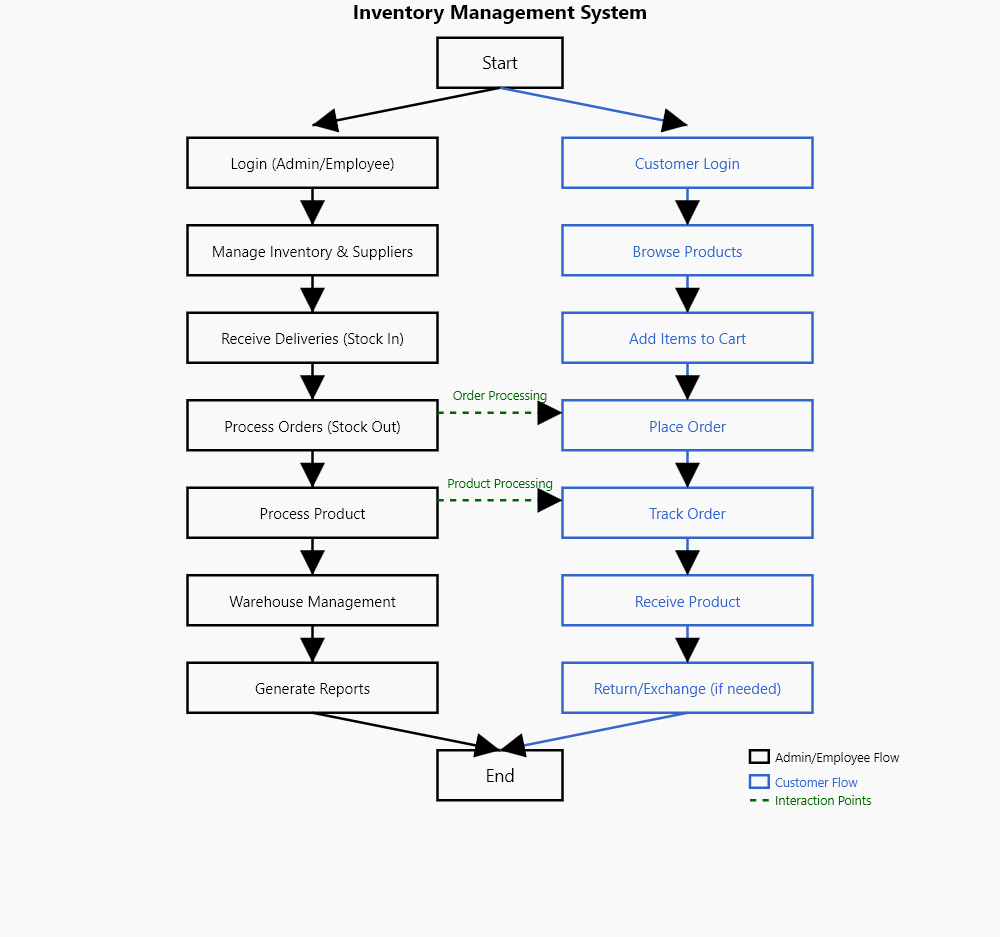 Inventory Management System
Start
Login (Admin/Employee)
Customer Login
Manage Inventory & Suppliers
Browse Products
Receive Deliveries (Stock In)
Add Items to Cart
Order Processing
Process Orders (Stock Out)
Place Order
Product Processing
Process Product
Track Order
Warehouse Management
Receive Product
Generate Reports
Return/Exchange (if needed)
End
Admin/Employee Flow
Customer Flow
Interaction Points